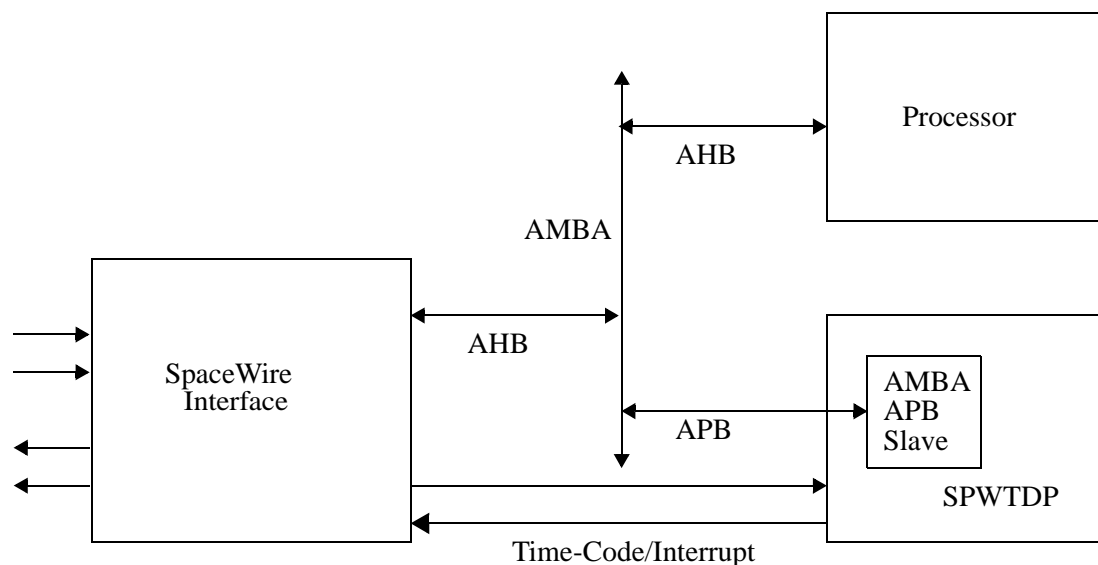 Processor
AHB
AMBA
AHB
SpaceWire
Interface
AMBA
APB
Slave
APB
SPWTDP
Time-Code/Interrupt